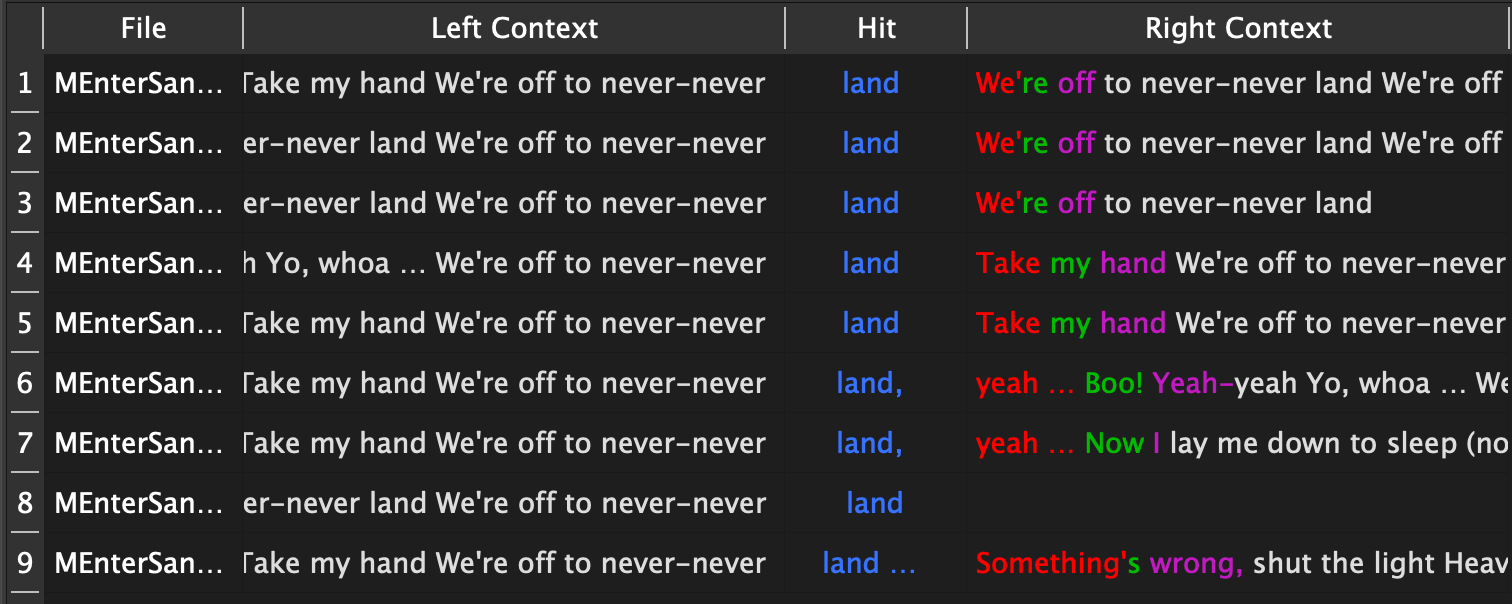 File Left Context Hit Right Context
1 MEnterSan... Take my hand We're off to never-never land We're off to never-never land We're off
2 MEnterSan... er-never land We're off to never-never land We're off to never-never land We're off
3 MEnterSan... er-never land We're off to never-never land We're off to never-never land
4 MEnterSan... h Yo, whoa ... We're off to never-never land Take my hand We're off to never-never
5 MEnterSan... Take my hand We're off to never-never land Take my hand We're off to never-never
6 MEnterSan... Take my hand We're off to never-never land, yeah ... Boo! Yeah-yeah Yo, whoa ... We
7 MEnterSan... Take my hand We're off to never-never land, yeah ... Now I lay me down to sleep (no
8 MEnterSan... er-never land We're off to never-never land
9 MEnterSan... Take my hand We're off to never-never land ... Something's wrong, shut the light Heav